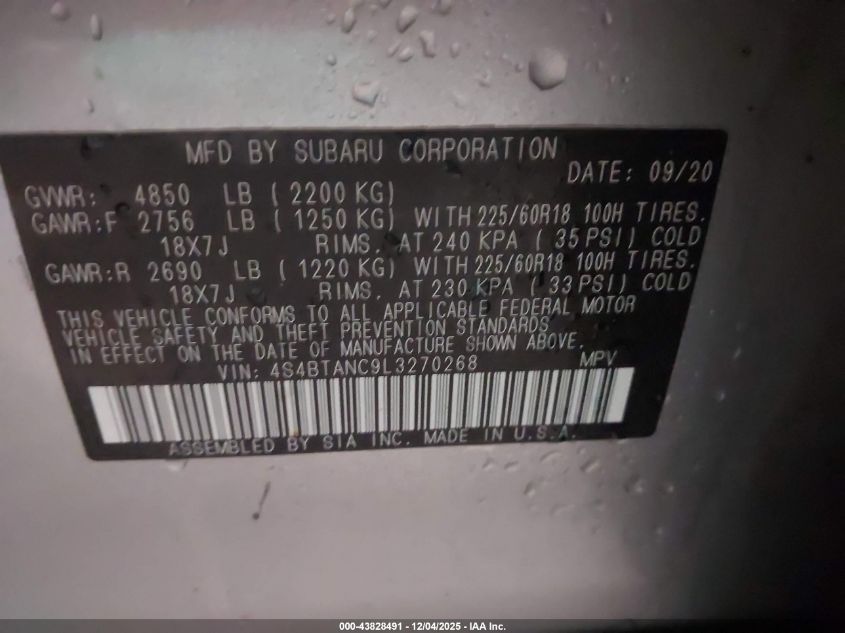 MFD BY SUBARU CORPORATION
DATE: 09/20
GVWR: 4850 LB ( 2200 KG)
GAWR:F 2756 LB ( 1250 KG) WITH 225/60R18 100H TIRES.
18X7J RIMS. AT 240 KPA ( 35 PSI) COLD
GAWR:R 2690 LB ( 1220 KG) WITH 225/60R18 100H TIRES.
18X7J RIMS. AT 230 KPA ( 33 PSI) COLD
THIS VEHICLE CONFORMS TO ALL APPLICABLE FEDERAL MOTOR
VEHICLE SAFETY AND THEFT PREVENTION STANDARDS
IN EFFECT ON THE DATE OF MANUFACTURE SHOWN ABOVE.
VIN: 4S4BTANC9L3270268 MPV
ASSEMBLED BY SIA INC. MADE IN U.S.A.
000-43828491 - 12/04/2025 - IAA Inc.